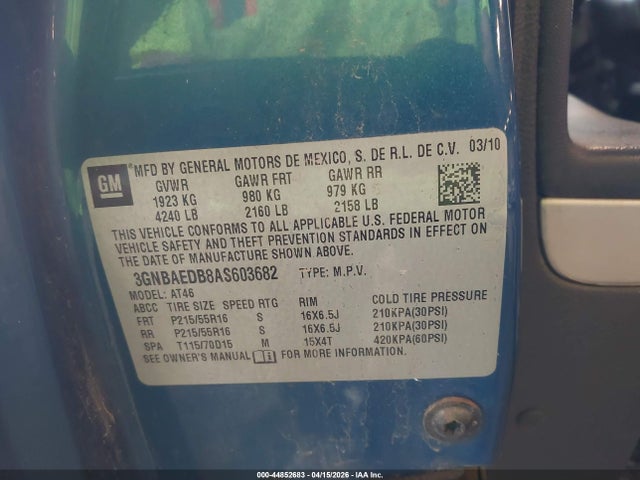 GM
MFD BY GENERAL MOTORS DE MEXICO, S. DE R.L. DE C.V. 03/10
GVWR GAWR FRT GAWR RR
1923 KG 980 KG 979 KG
4240 LB 2160 LB 2158 LB
THIS VEHICLE CONFORMS TO ALL APPLICABLE U.S. FEDERAL MOTOR
VEHICLE SAFETY AND THEFT PREVENTION STANDARDS IN EFFECT ON
THE DATE OF MANUFACTURE SHOWN ABOVE.
3GNBAEDB8AS603682 TYPE: M.P.V.
MODEL: AT46
ABCC TIRE SIZE SPEED RTG RIM COLD TIRE PRESSURE
FRT P215/55R16 S 16X6.5J 210KPA(30PSI)
RR P215/55R16 S 16X6.5J 210KPA(30PSI)
SPA T115/70D15 M 15X4T 420KPA(60PSI)
SEE OWNER'S MANUAL FOR MORE INFORMATION.
000-44852683 - 04/15/2026 - IAA Inc.